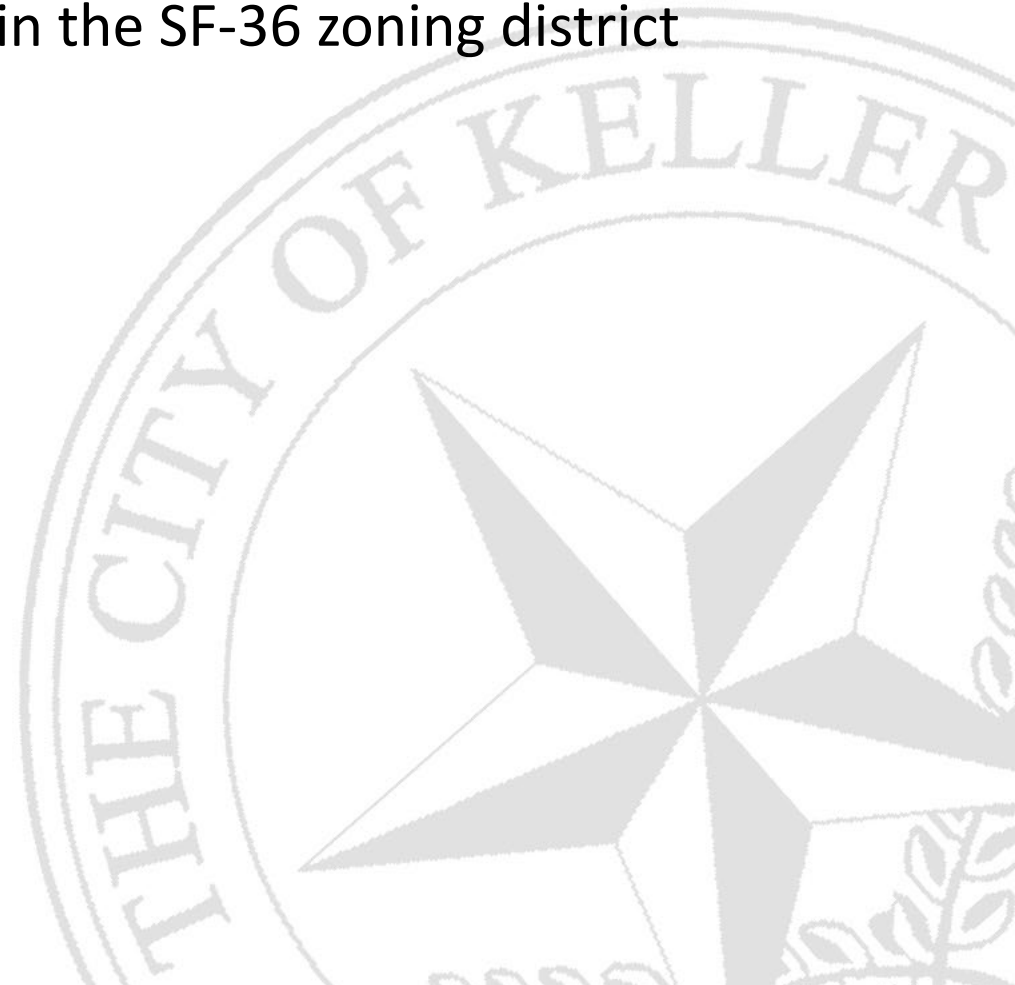 in the SF-36 zoning district
THE CITY OF KELLER